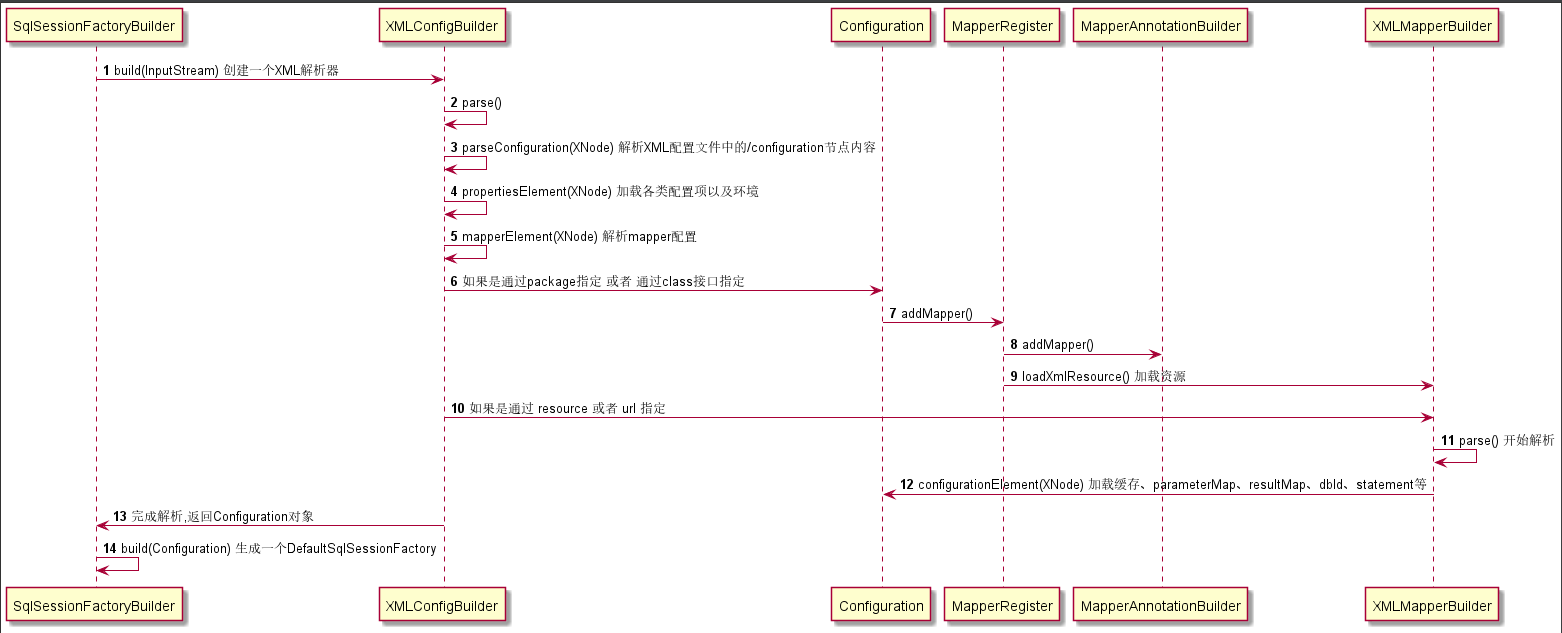 SqlSessionFactoryBuilder
XMLConfigBuilder
Configuration
MapperRegister
MapperAnnotationBuilder
XMLMapperBuilder
1 build(InputStream) 创建一个XML解析器
2 parse()
3 parseConfiguration(XNode) 解析XML配置文件中的/configuration节点内容
4 propertiesElement(XNode) 加载各类配置项以及环境
5 mapperElement(XNode) 解析mapper配置
6 如果是通过package指定 或者 通过class接口指定
7 addMapper()
8 addMapper()
9 loadXmlResource() 加载资源
10 如果是通过 resource 或者 url 指定
11 parse() 开始解析
12 configurationElement(XNode) 加载缓存、parameterMap、resultMap、dbId、statement等
13 完成解析,返回Configuration对象
14 build(Configuration) 生成一个DefaultSqlSessionFactory
SqlSessionFactoryBuilder
XMLConfigBuilder
Configuration
MapperRegister
MapperAnnotationBuilder
XMLMapperBuilder